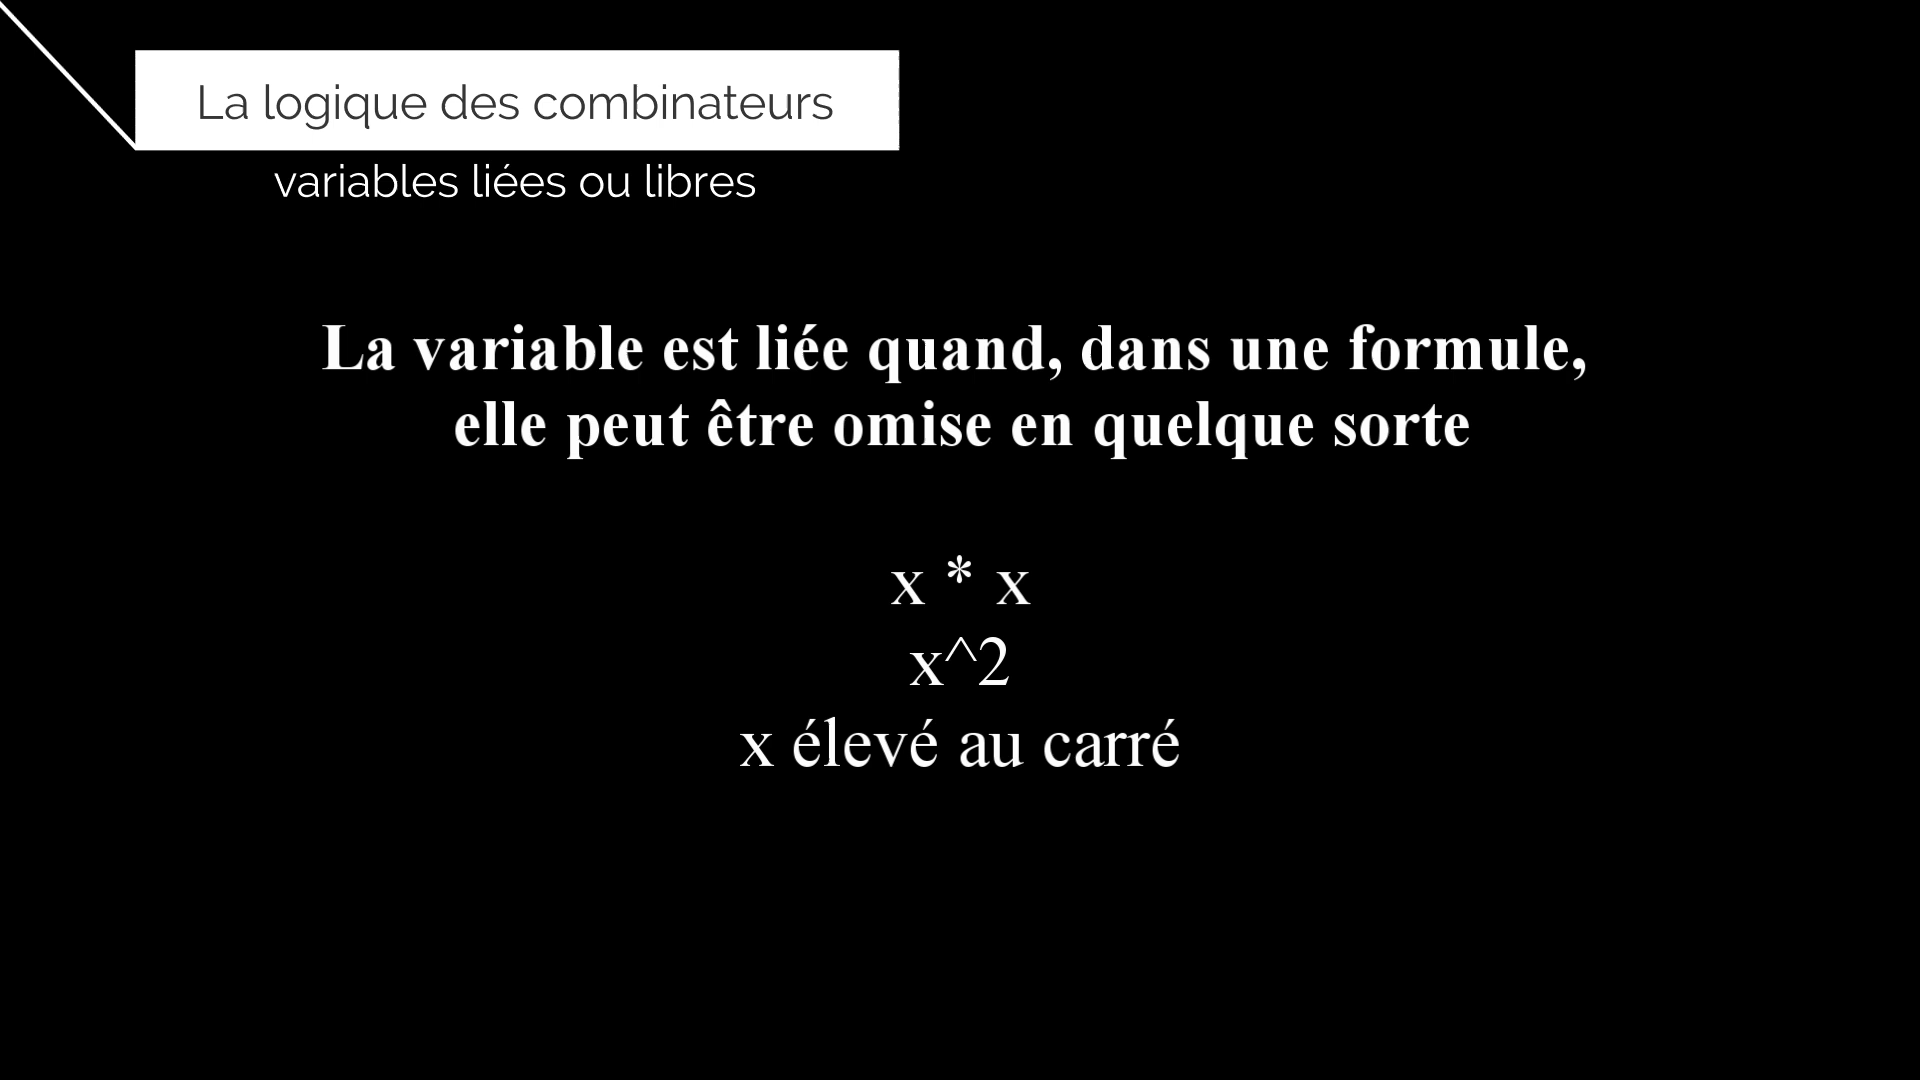 La logique des combinateurs
variables liées ou libres
La variable est liée quand, dans une formule,
elle peut être omise en quelque sorte
x * x
x^2
x élevé au carré